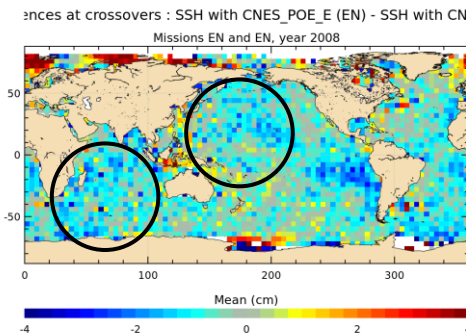 ences at crossovers : SSH with CNES_POE_E (EN) - SSH with CN
Missions EN and EN, year 2008
50
0
-50
0 100 200 300
Mean (cm)
-4 -2 0 2